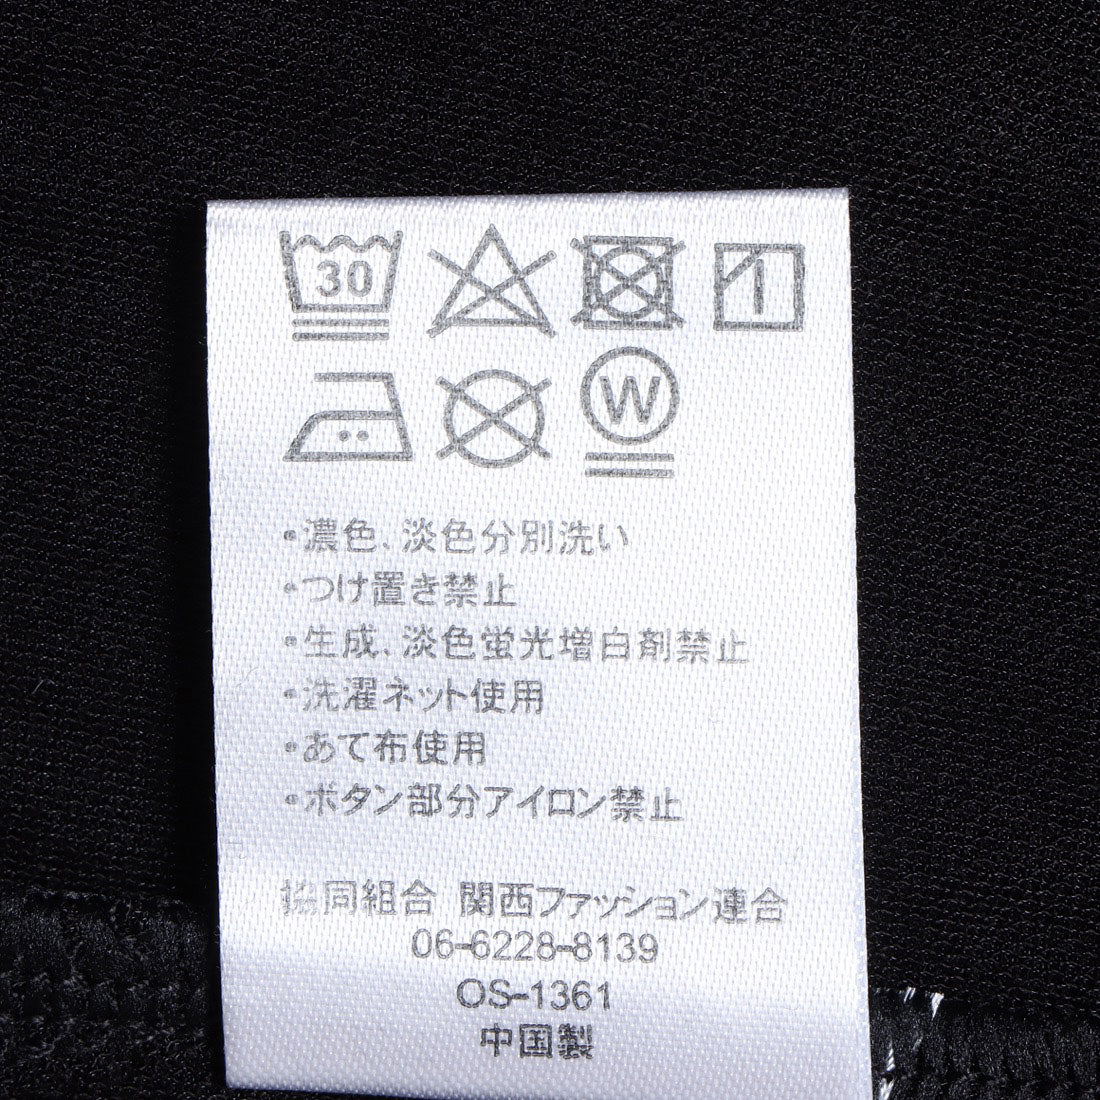 30
W
・濃色、淡色分別洗い
・つけ置き禁止
・生成、淡色蛍光増白剤禁止
・洗濯ネット使用
・あて布使用
・ボタン部分アイロン禁止
協同組合 関西ファッション連合
06-6228-8139
OS-1361
中国製